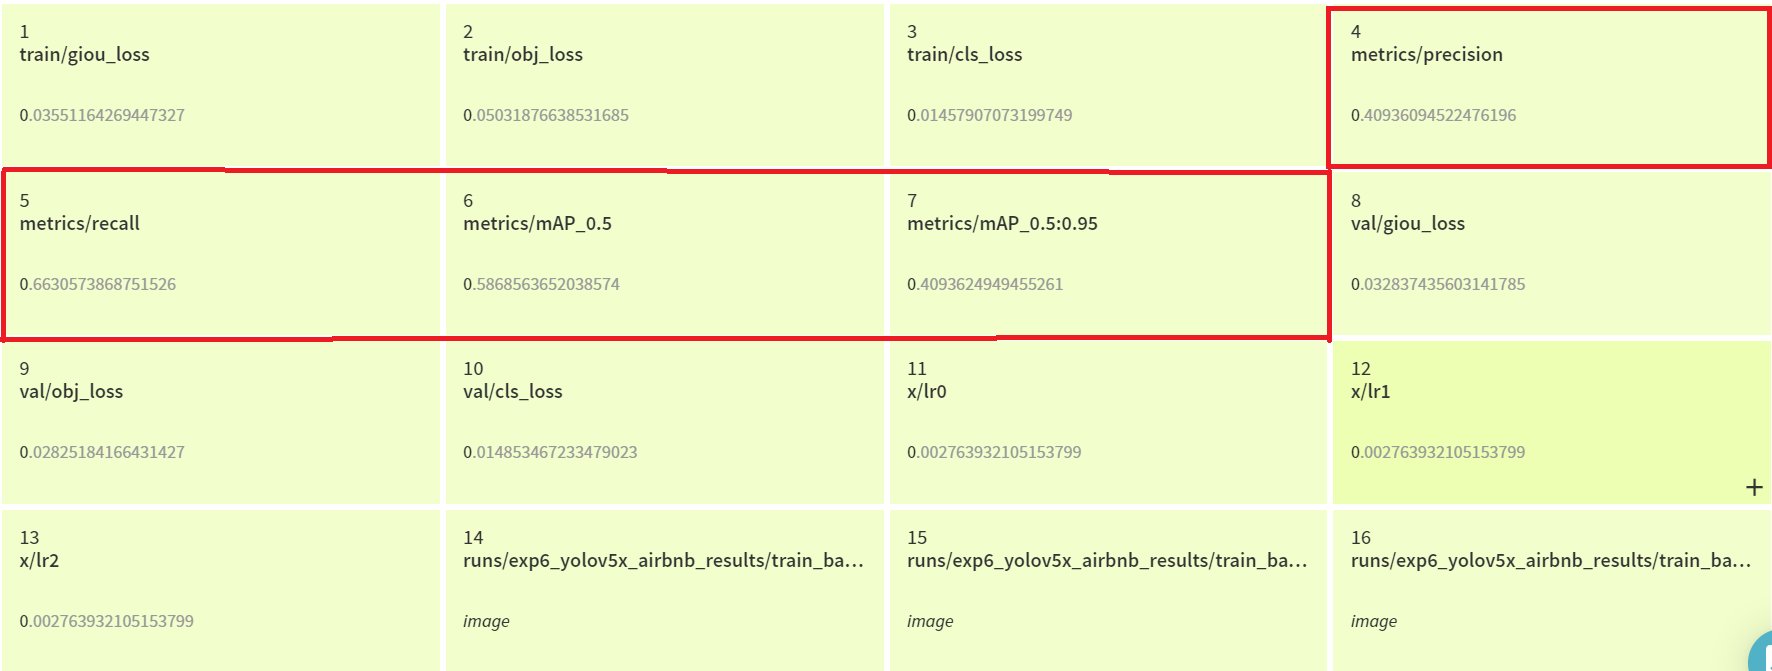 1
train/giou_loss
0.03551164269447327
2
train/obj_loss
0.05031876638531685
3
train/cls_loss
0.01457907073199749
4
metrics/precision
0.40936094522476196
5
metrics/recall
0.6630573868751526
6
metrics/mAP_0.5
0.5868563652038574
7
metrics/mAP_0.5:0.95
0.4093624949455261
8
val/giou_loss
0.032837435603141785
9
val/obj_loss
0.02825184166431427
10
val/cls_loss
0.014853467233479023
11
x/lr0
0.002763932105153799
12
x/lr1
0.002763932105153799
+
13
x/lr2
0.002763932105153799
14
runs/exp6_yolov5x_airbnb_results/train_ba...
image
15
runs/exp6_yolov5x_airbnb_results/train_ba...
image
16
runs/exp6_yolov5x_airbnb_results/train_ba...
image